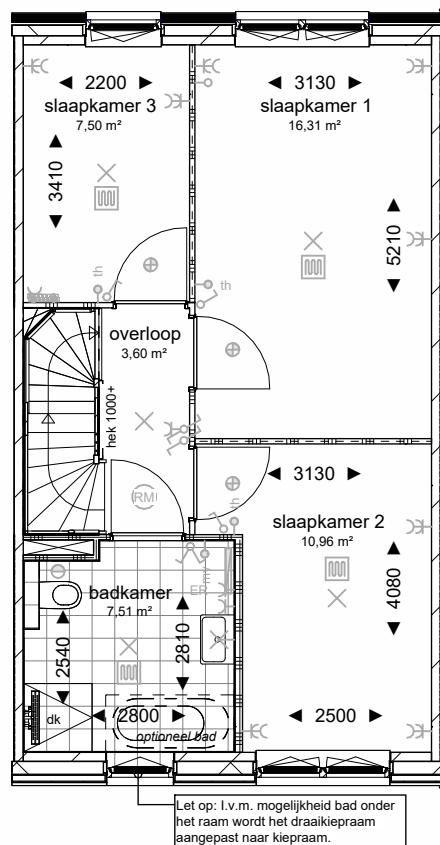 2200
slaapkamer 3
7,50 m²
3410
3130
slaapkamer 1
16,31 m²
5210
th
th
overloop
3,60 m²
hek 1000+
RM
3130
slaapkamer 2
10,96 m²
4080
th
badkamer
7,51 m²
2540
2810
dk
2800
optioneel bad
2500
Let op: I.v.m. mogelijkheid bad onder
het raam wordt het draaikiepraam
aangepast naar kiepraam.